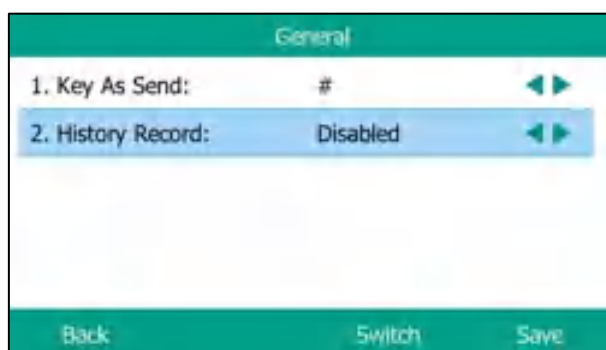 General
1. Key As Send: #
2. History Record: Disabled
Back Switch Save